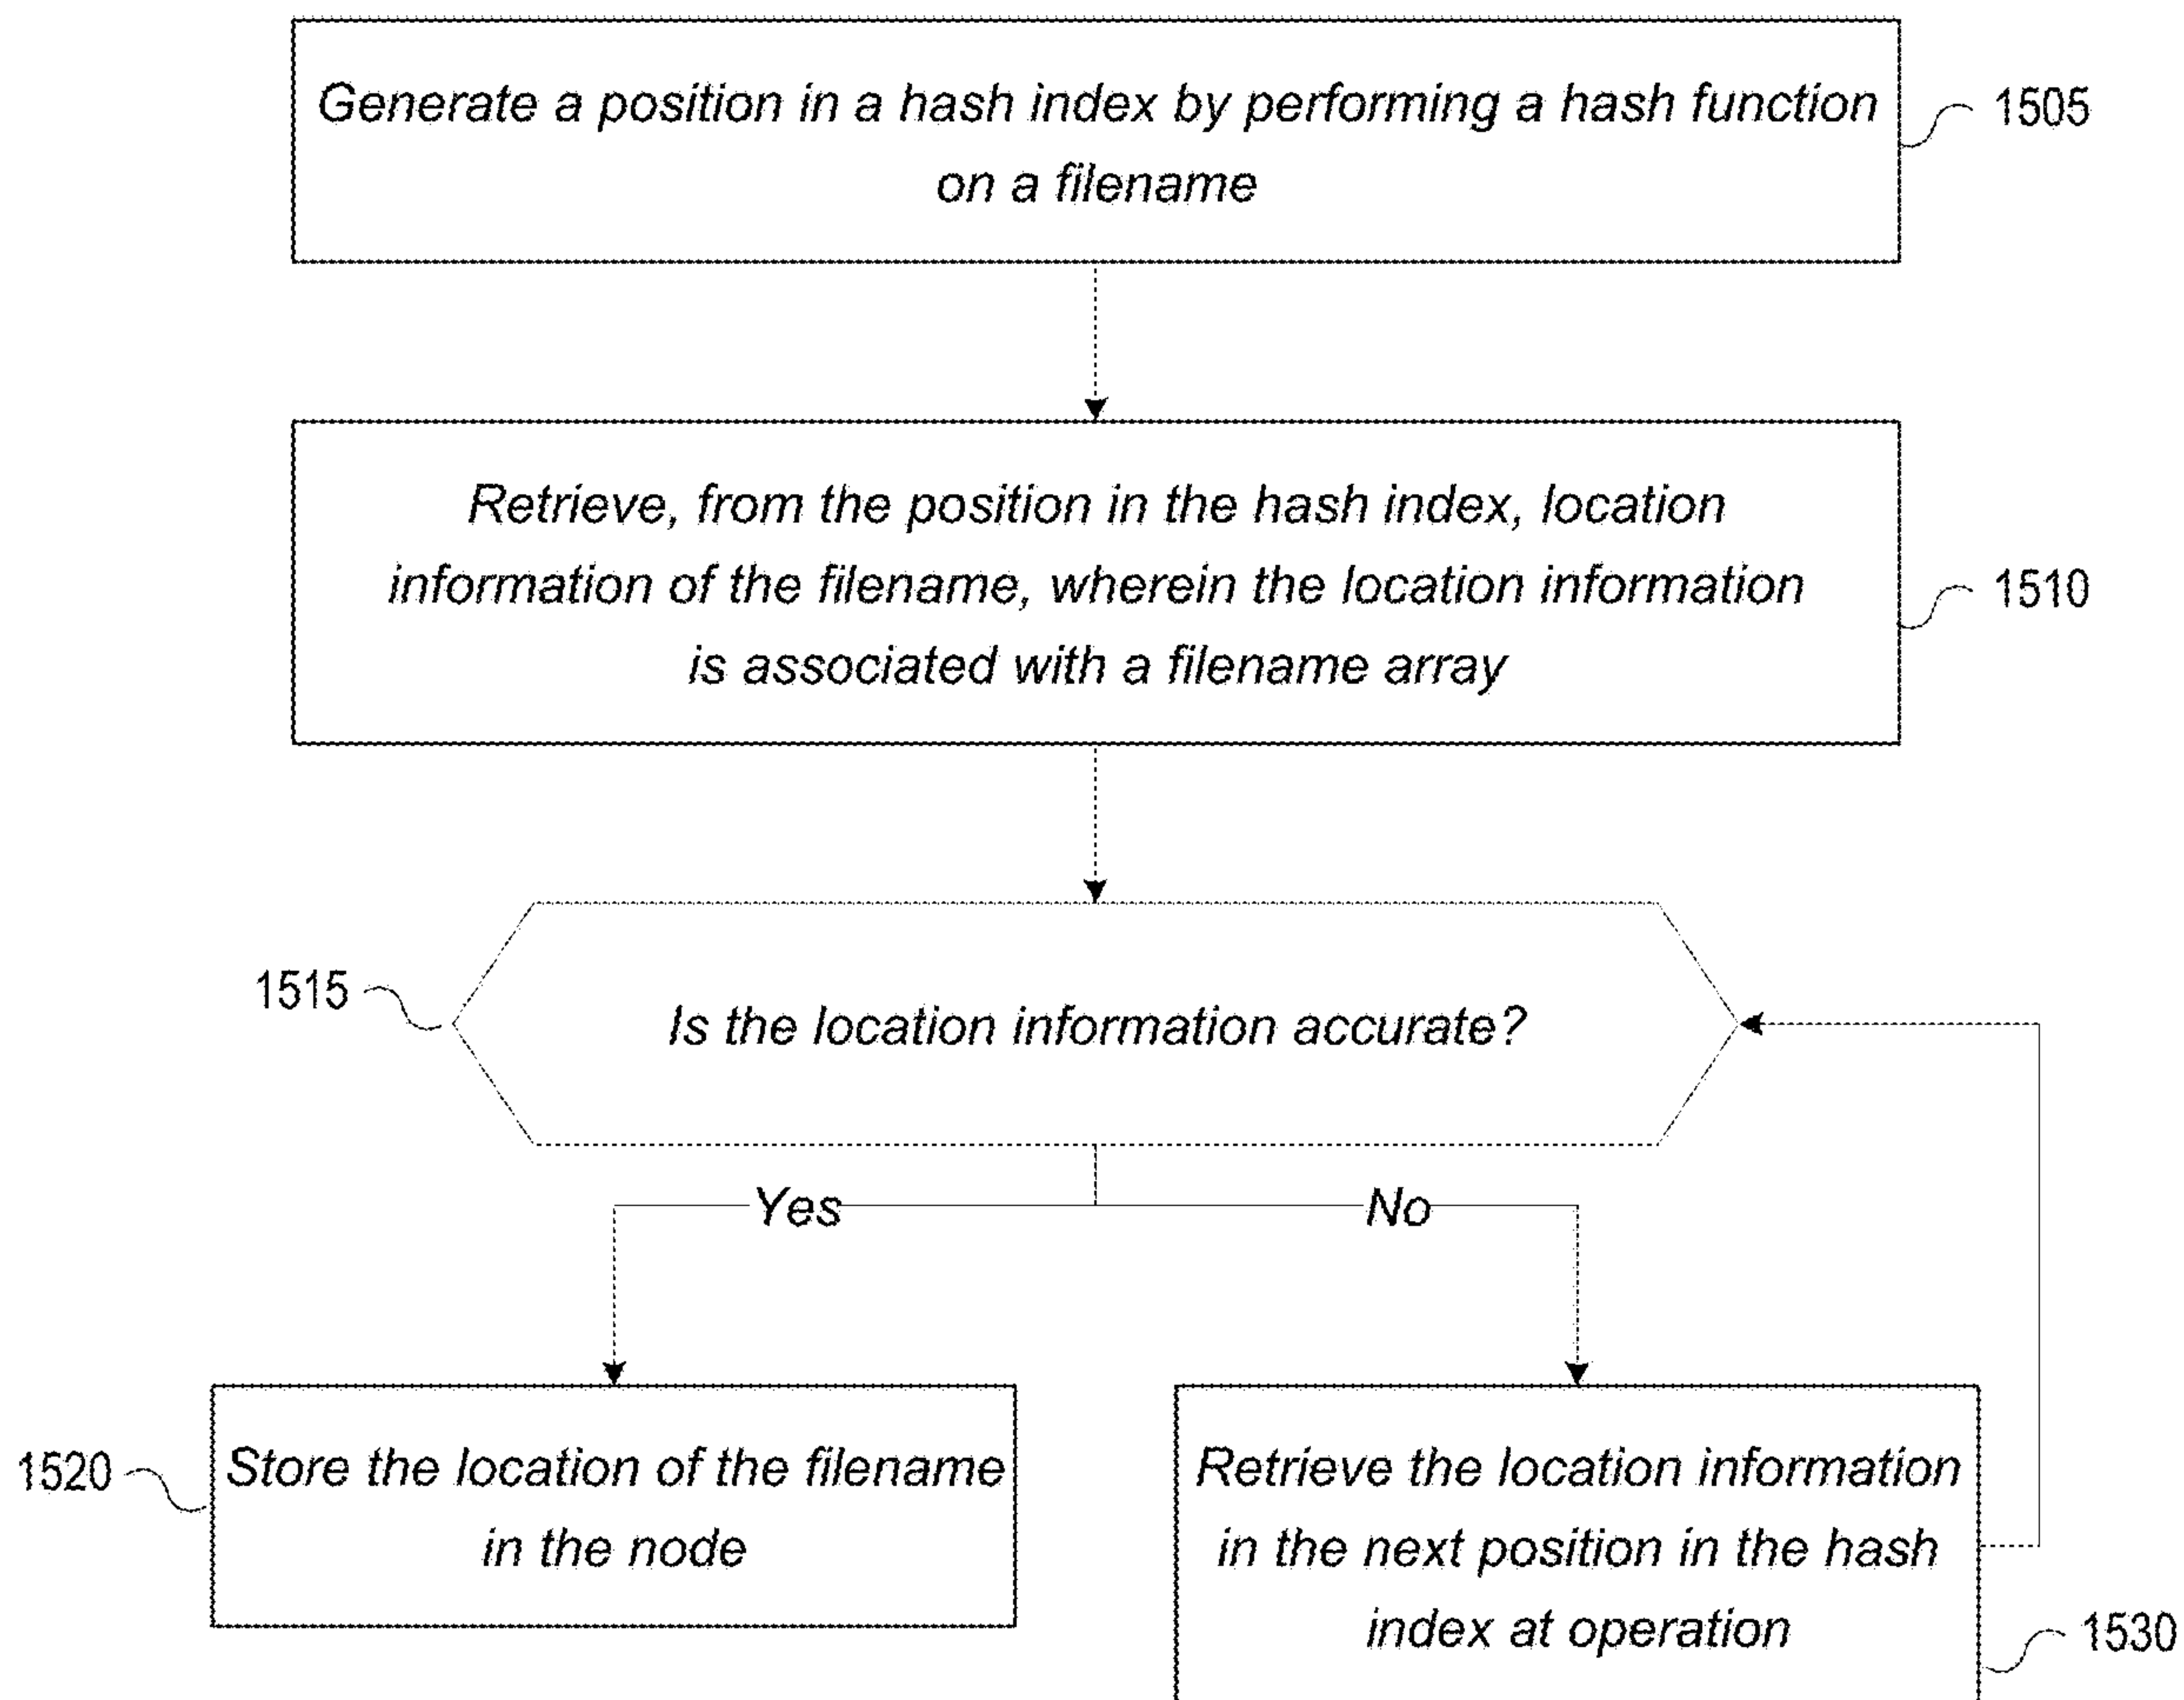 Generate a position in a hash index by performing a hash function
on a filename
1505
Retrieve, from the position in the hash index, location
information of the filename, wherein the location information
is associated with a filename array
1510
1515
Is the location information accurate?
Yes
No
1520
Store the location of the filename
in the node
Retrieve the location information
in the next position in the hash
index at operation
1530